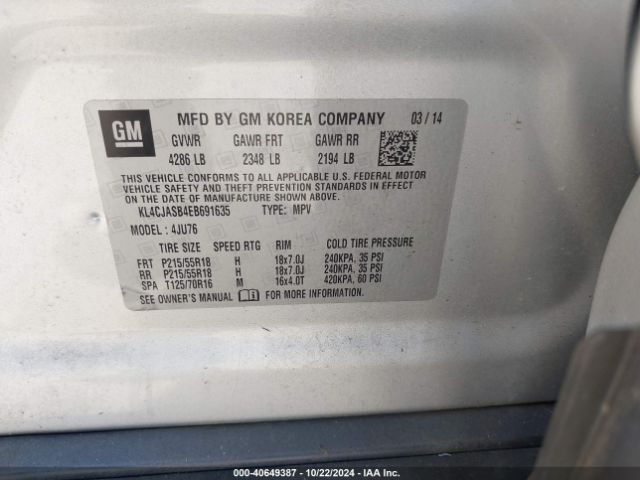 GM
MFD BY GM KOREA COMPANY 03 / 14
GVWR GAWR FRT GAWR RR
4286 LB 2348 LB 2194 LB
THIS VEHICLE CONFORMS TO ALL APPLICABLE U.S. FEDERAL MOTOR
VEHICLE SAFETY AND THEFT PREVENTION STANDARDS IN EFFECT
ON THE DATE OF MANUFACTURE SHOWN ABOVE.
KL4CJASB4EB691635 TYPE: MPV
MODEL : 4JU76
TIRE SIZE SPEED RTG RIM COLD TIRE PRESSURE
FRT P215/55R18 H 18x7.0J 240KPA, 35 PSI
RR P215/55R18 H 18x7.0J 240KPA, 35 PSI
SPA T125/70R16 M 16x4.0T 420KPA, 60 PSI
SEE OWNER'S MANUAL FOR MORE INFORMATION.
000-40649387 - 10/22/2024 - IAA Inc.